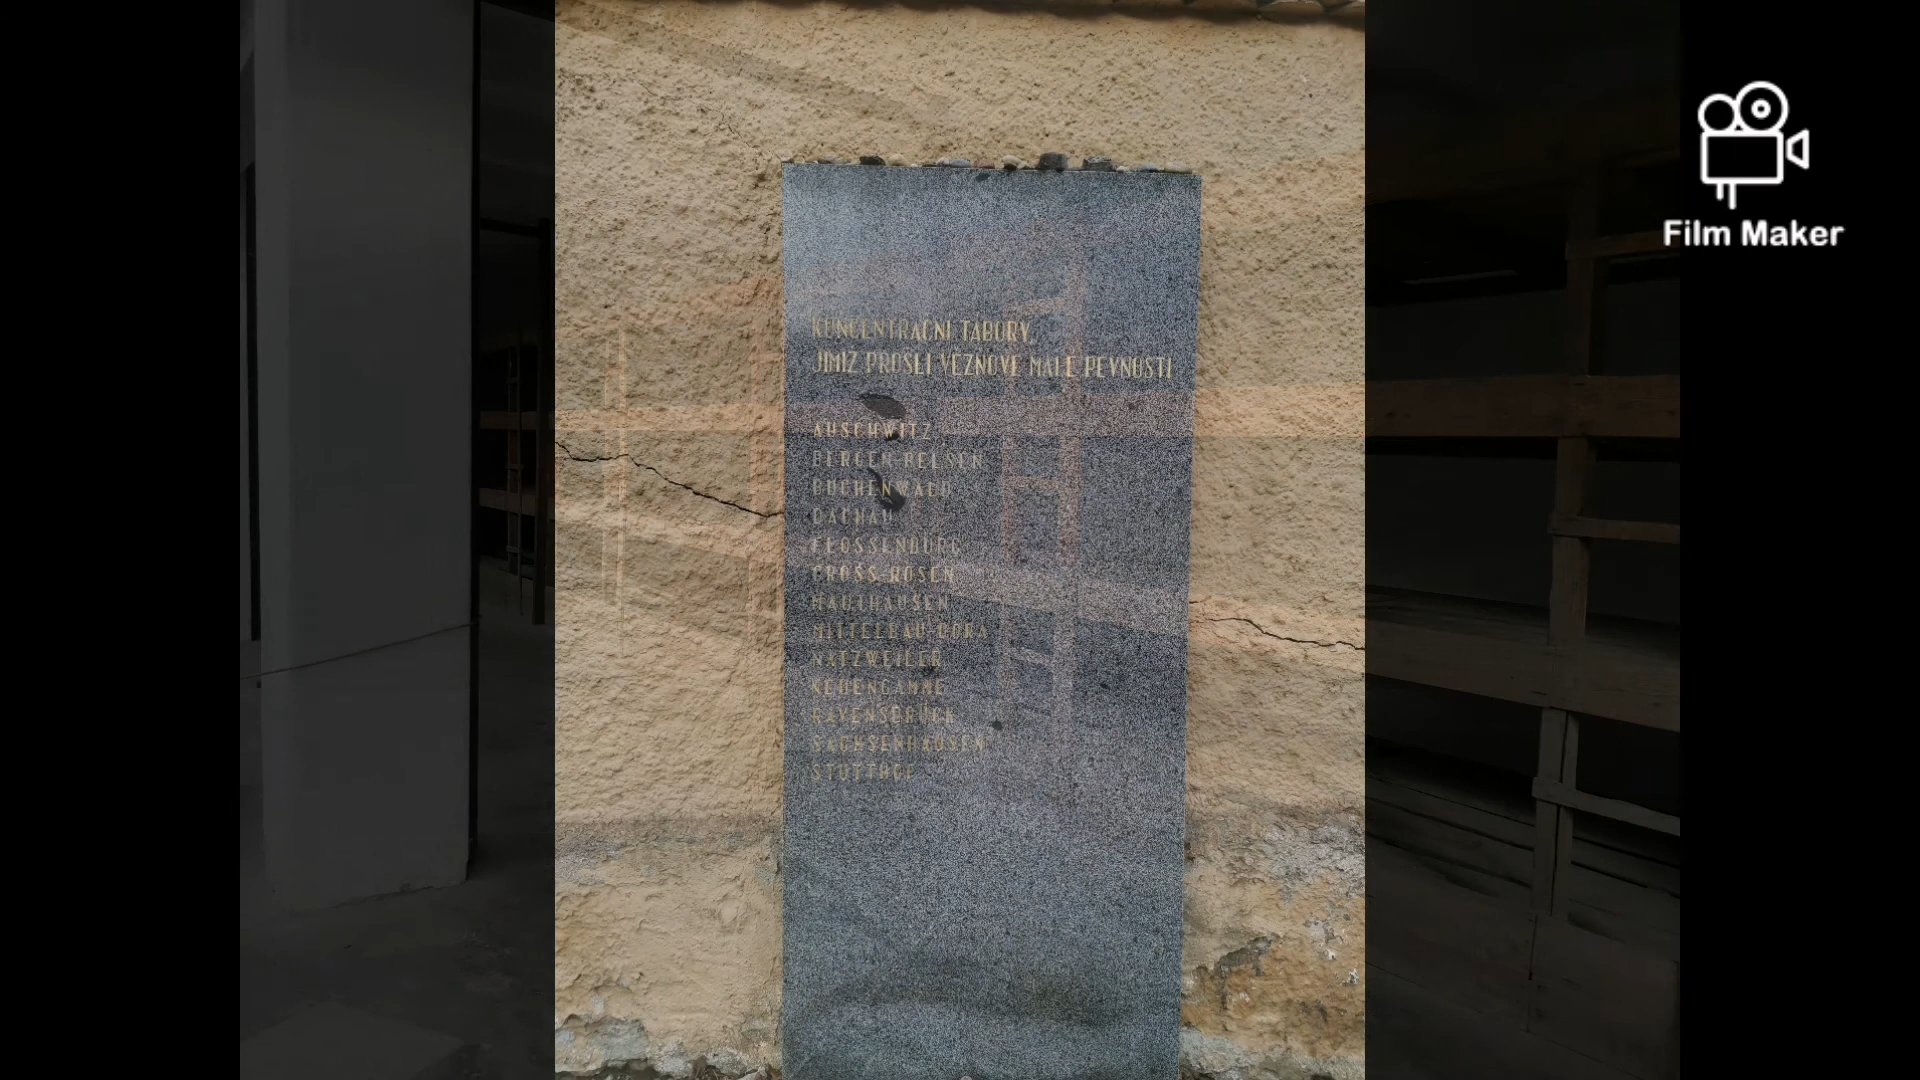 KONCENTRAČNÍ TÁBORY,
JIMIŽ PROŠLI VĚZŇOVÉ MALÉ PEVNOSTI
AUSCHWITZ
BERGEN-BELSEN
BUCHENWALD
DACHAU
FLOSSENBÜRG
GROSS-ROSEN
MAUTHAUSEN
MITTELBAU-DORA
NATZWEILER
NEUENGAMME
RAVENSBRÜCK
SACHSENHAUSEN
STUTTHOF
Film Maker